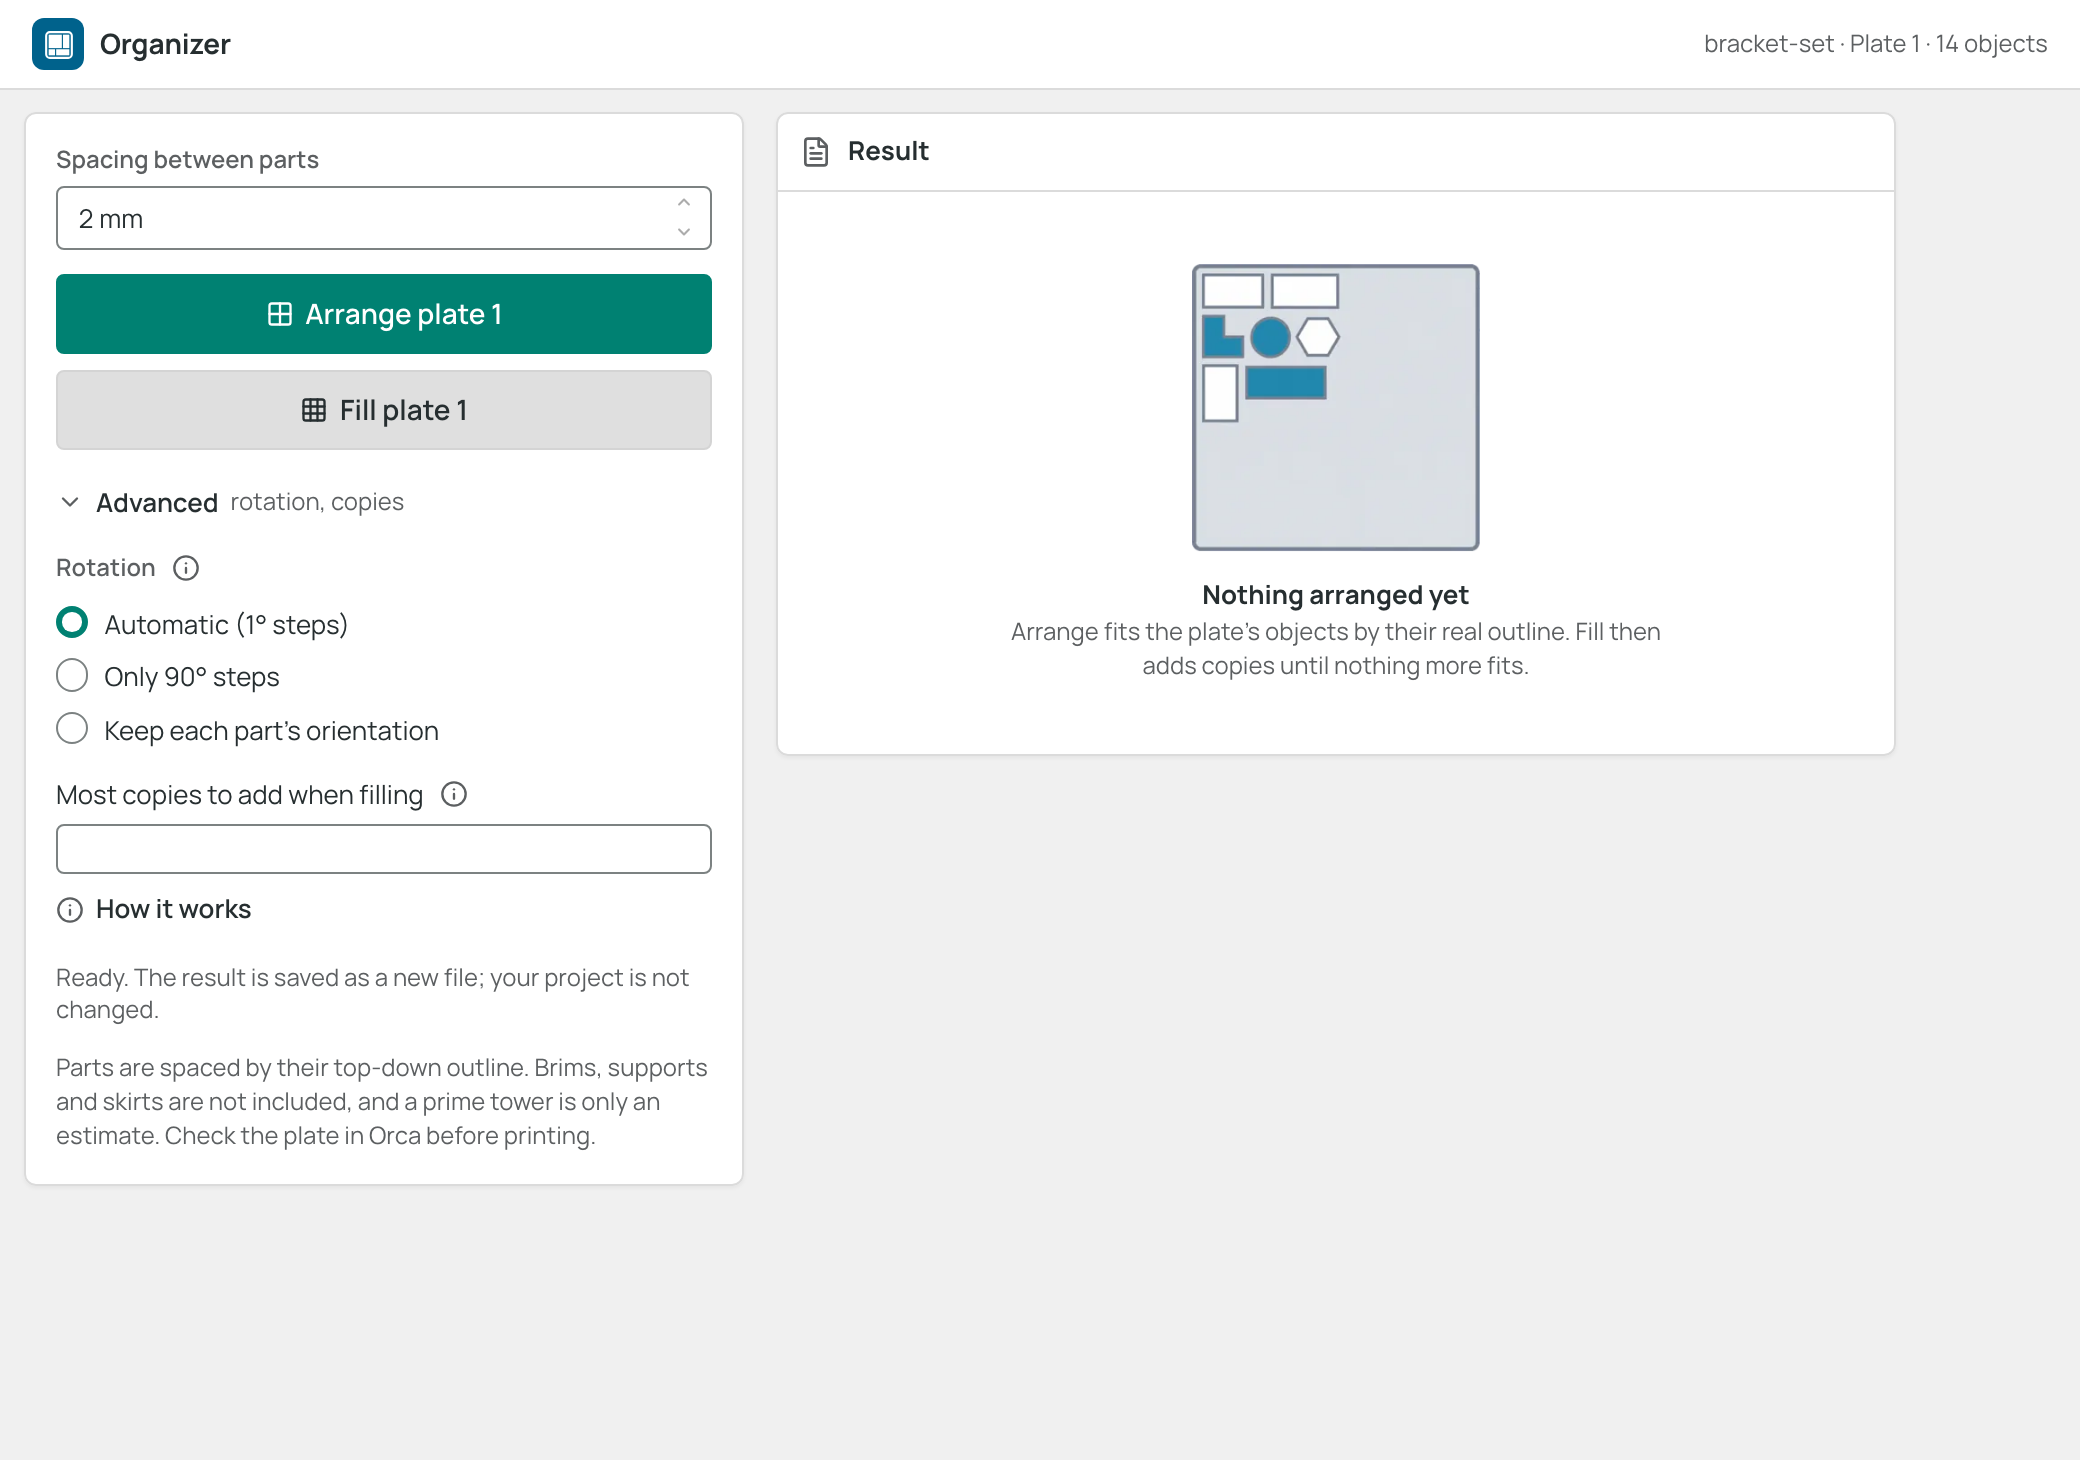 Organizer
bracket-set · Plate 1 · 14 objects
Spacing between parts
2 mm
Arrange plate 1
Fill plate 1
Advanced rotation, copies
Rotation
Automatic (1° steps)
Only 90° steps
Keep each part’s orientation
Most copies to add when filling
How it works
Ready. The result is saved as a new file; your project is not
changed.
Parts are spaced by their top-down outline. Brims, supports
and skirts are not included, and a prime tower is only an
estimate. Check the plate in Orca before printing.
Result
Nothing arranged yet
Arrange fits the plate’s objects by their real outline. Fill then
adds copies until nothing more fits.